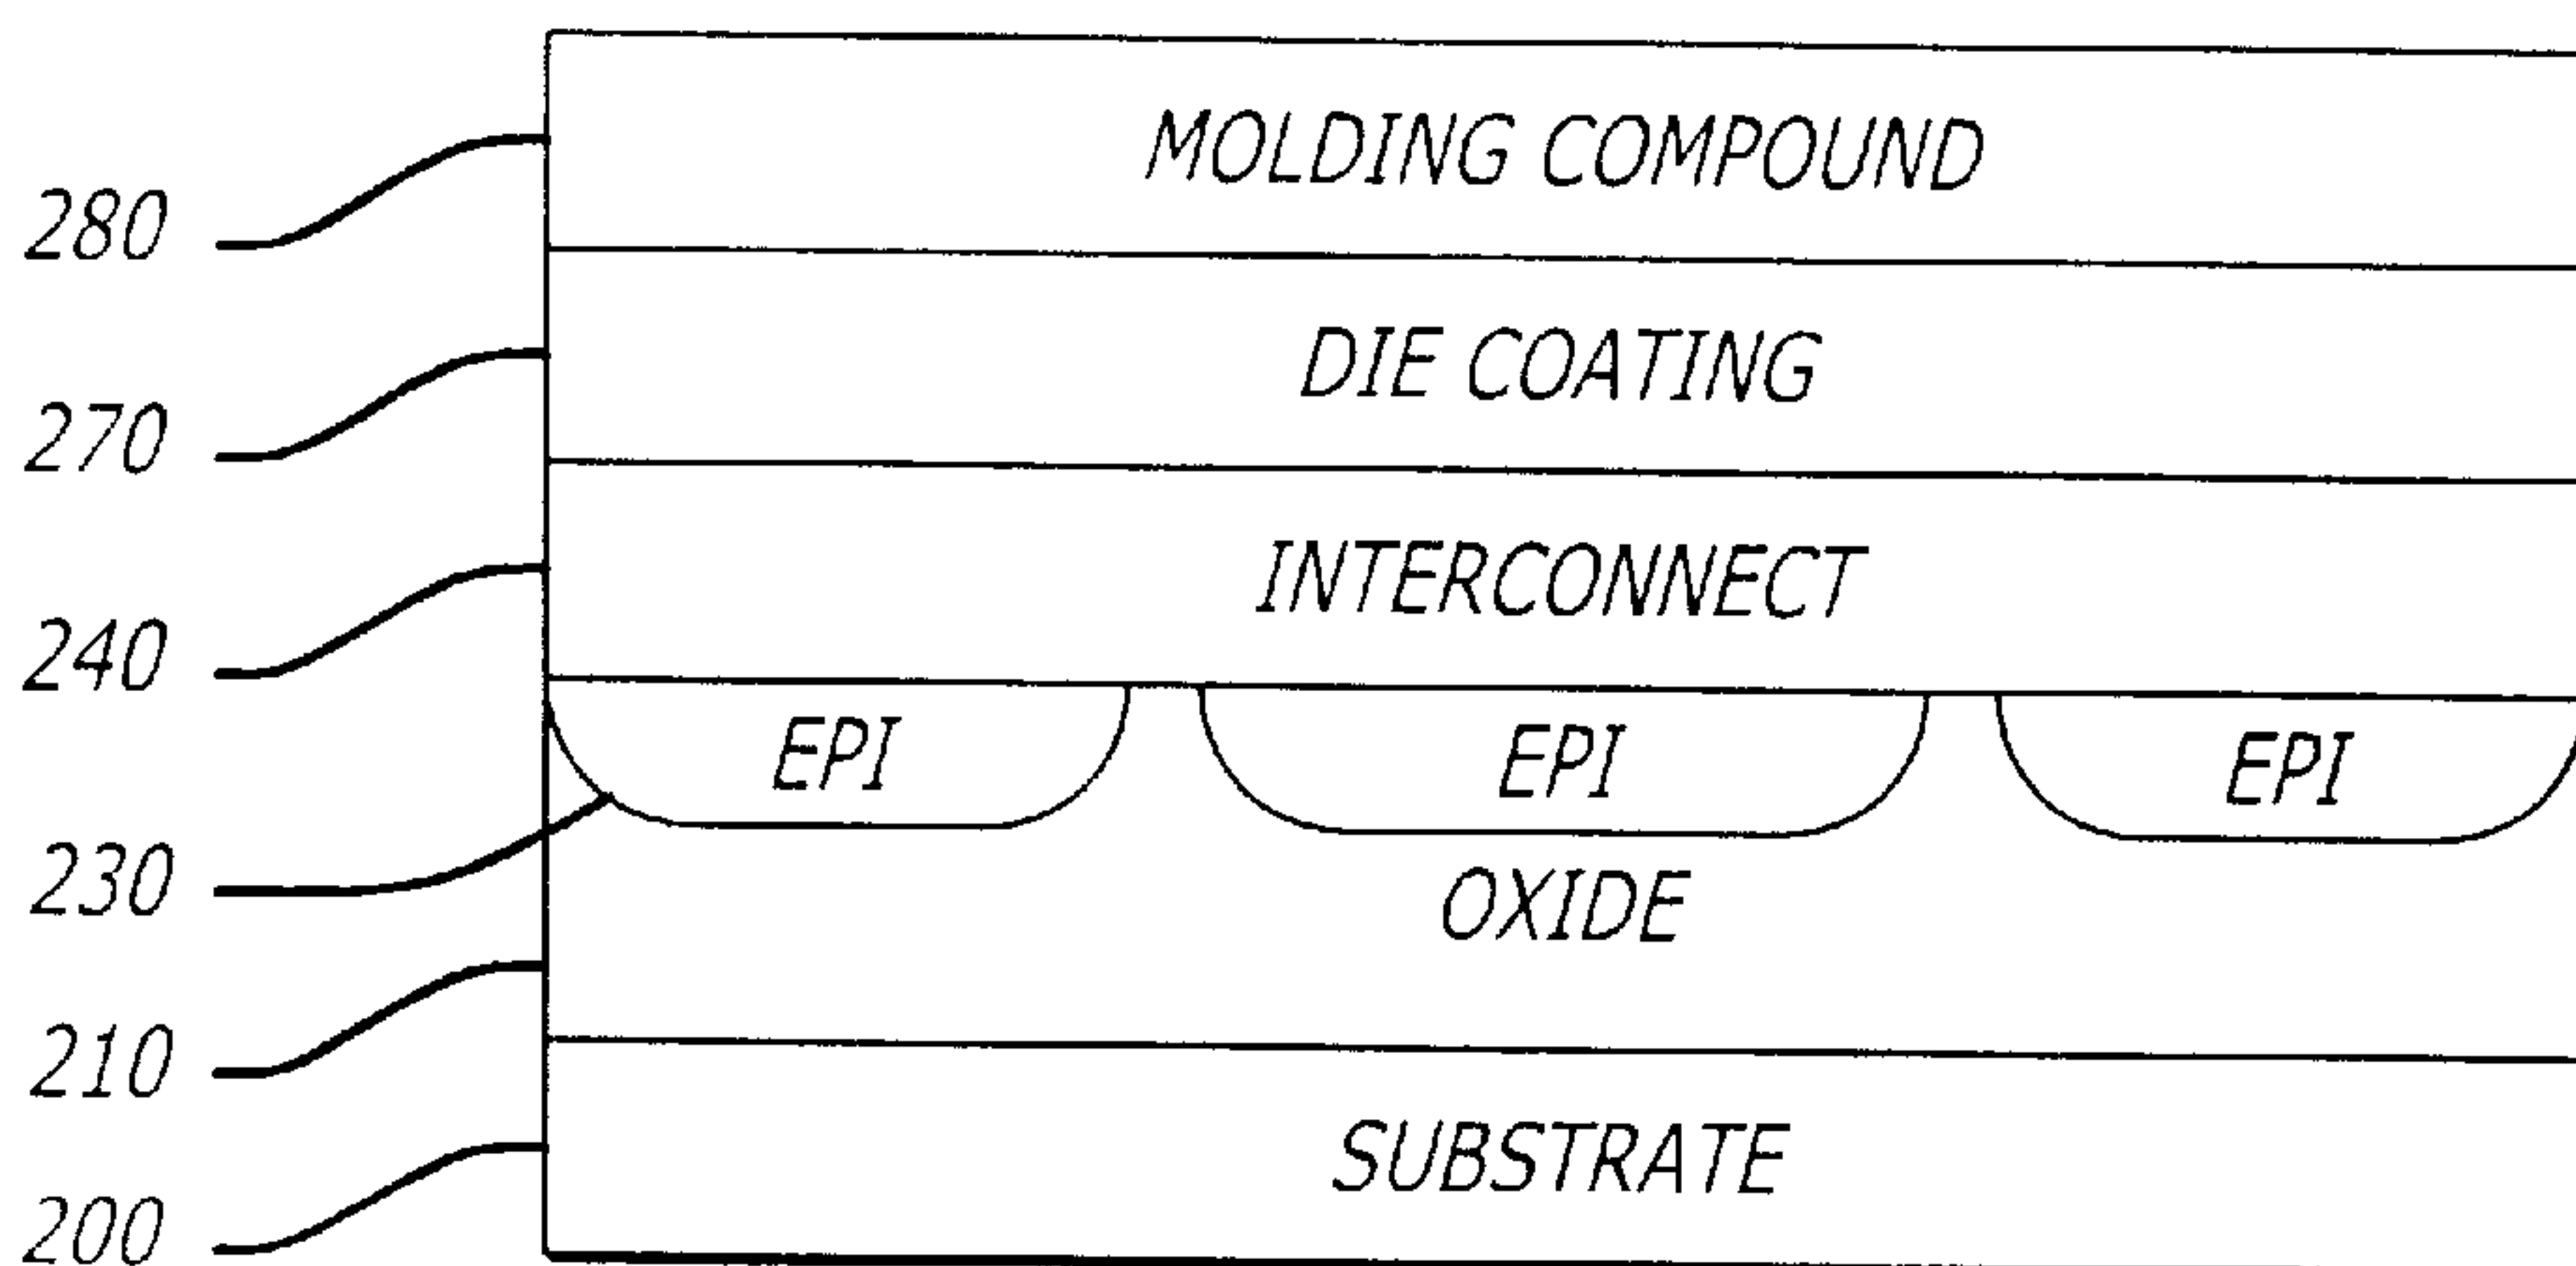 MOLDING COMPOUND
280
DIE COATING
270
INTERCONNECT
240
EPI EPI EPI
230
OXIDE
210
SUBSTRATE
200